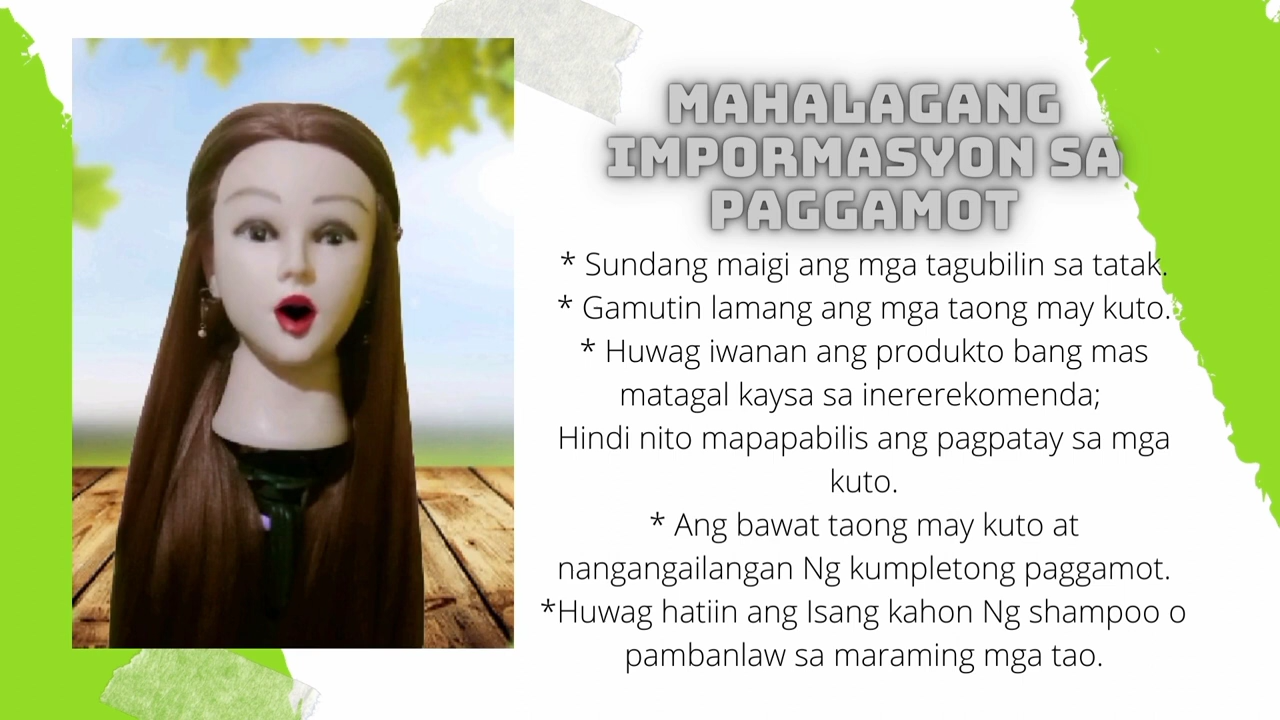 MAHALAGANG
IMPORMASYON SA
PAGGAMOT
* Sundang maigi ang mga tagubilin sa tatak.
* Gamutin lamang ang mga taong may kuto.
* Huwag iwanan ang produkto bang mas
matagal kaysa sa inererekomenda;
Hindi nito mapapabilis ang pagpatay sa mga
kuto.
* Ang bawat taong may kuto at
nangangailangan Ng kumpletong paggamot.
*Huwag hatiin ang Isang kahon Ng shampoo o
pambanlaw sa maraming mga tao.